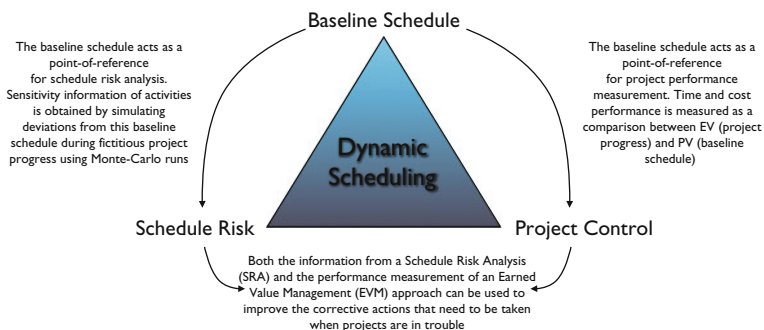 Baseline Schedule
The baseline schedule acts as a
point-of-reference
for schedule risk analysis.
Sensitivity information of activities
is obtained by simulating
deviations from this baseline
schedule during fictitious project
progress using Monte-Carlo runs
The baseline schedule acts as a
point-of-reference
for project performance
measurement. Time and cost
performance is measured as a
comparison between EV (project
progress) and PV (baseline
schedule)
Dynamic
Scheduling
Schedule Risk
Project Control
Both the information from a Schedule Risk Analysis
(SRA) and the performance measurement of an Earned
Value Management (EVM) approach can be used to
improve the corrective actions that need to be taken
when projects are in trouble